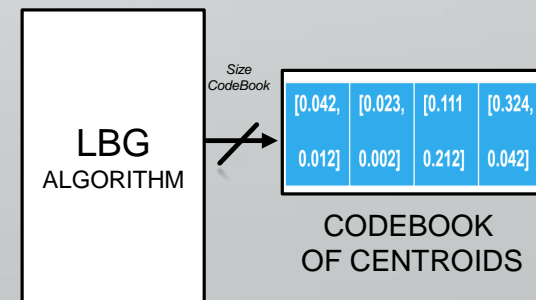 Size
CodeBook
LBG
ALGORITHM
[0.042, [0.023, [0.111 [0.324,
0.012] 0.002] 0.212] 0.042]
CODEBOOK
OF CENTROIDS